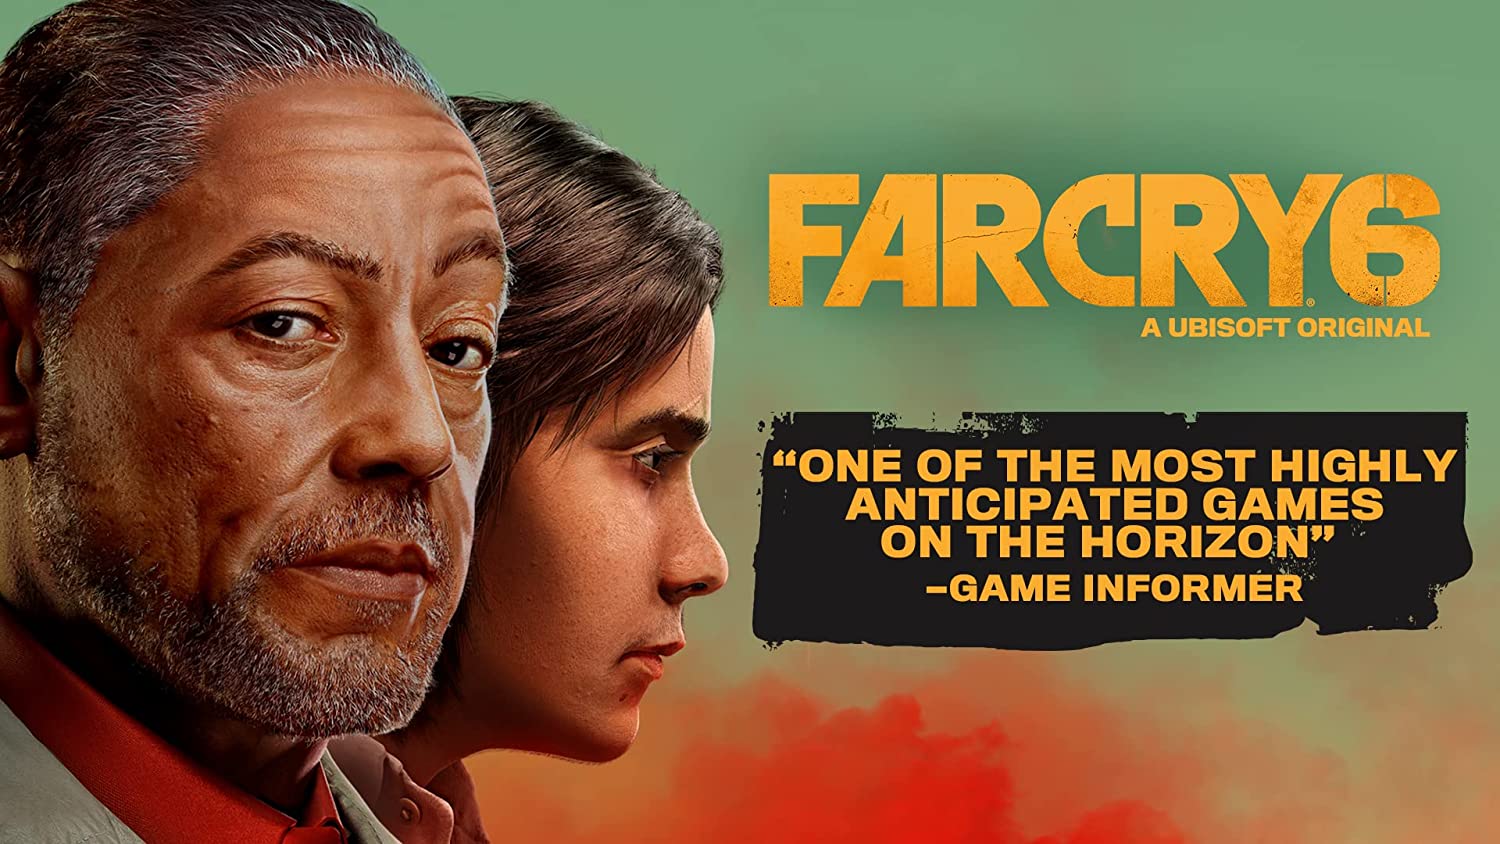 FARCRY6®
A UBISOFT ORIGINAL
“ONE OF THE MOST HIGHLY
ANTICIPATED GAMES
ON THE HORIZON”
–GAME INFORMER